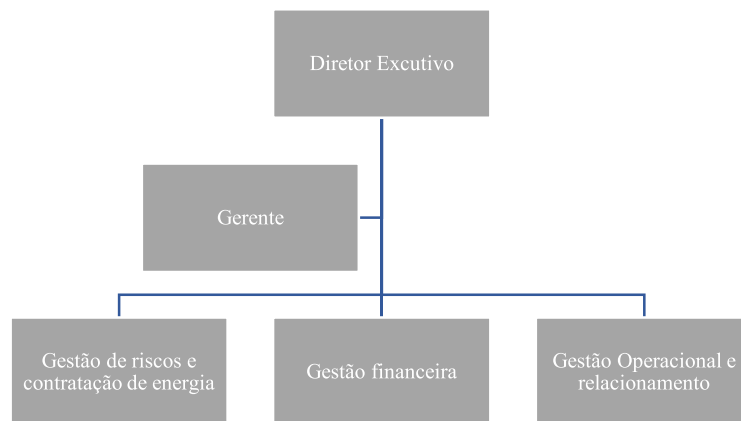 Diretor Excutivo
Gerente
Gestão de riscos e
contratação de energia
Gestão financeira
Gestão Operacional e
relacionamento